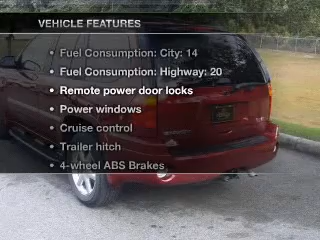 VEHICLE FEATURES
Fuel Consumption: City: 14
Fuel Consumption: Highway: 20
Remote power door locks
Power windows
Cruise control
Trailer hitch
4-wheel ABS Brakes